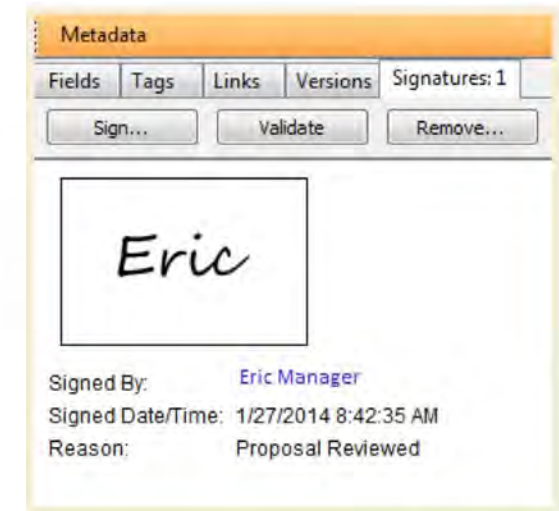 Metadata
Fields Tags Links Versions Signatures: 1
Sign... Validate Remove...
Eric
Signed By: Eric Manager
Signed Date/Time: 1/27/2014 8:42:35 AM
Reason: Proposal Reviewed